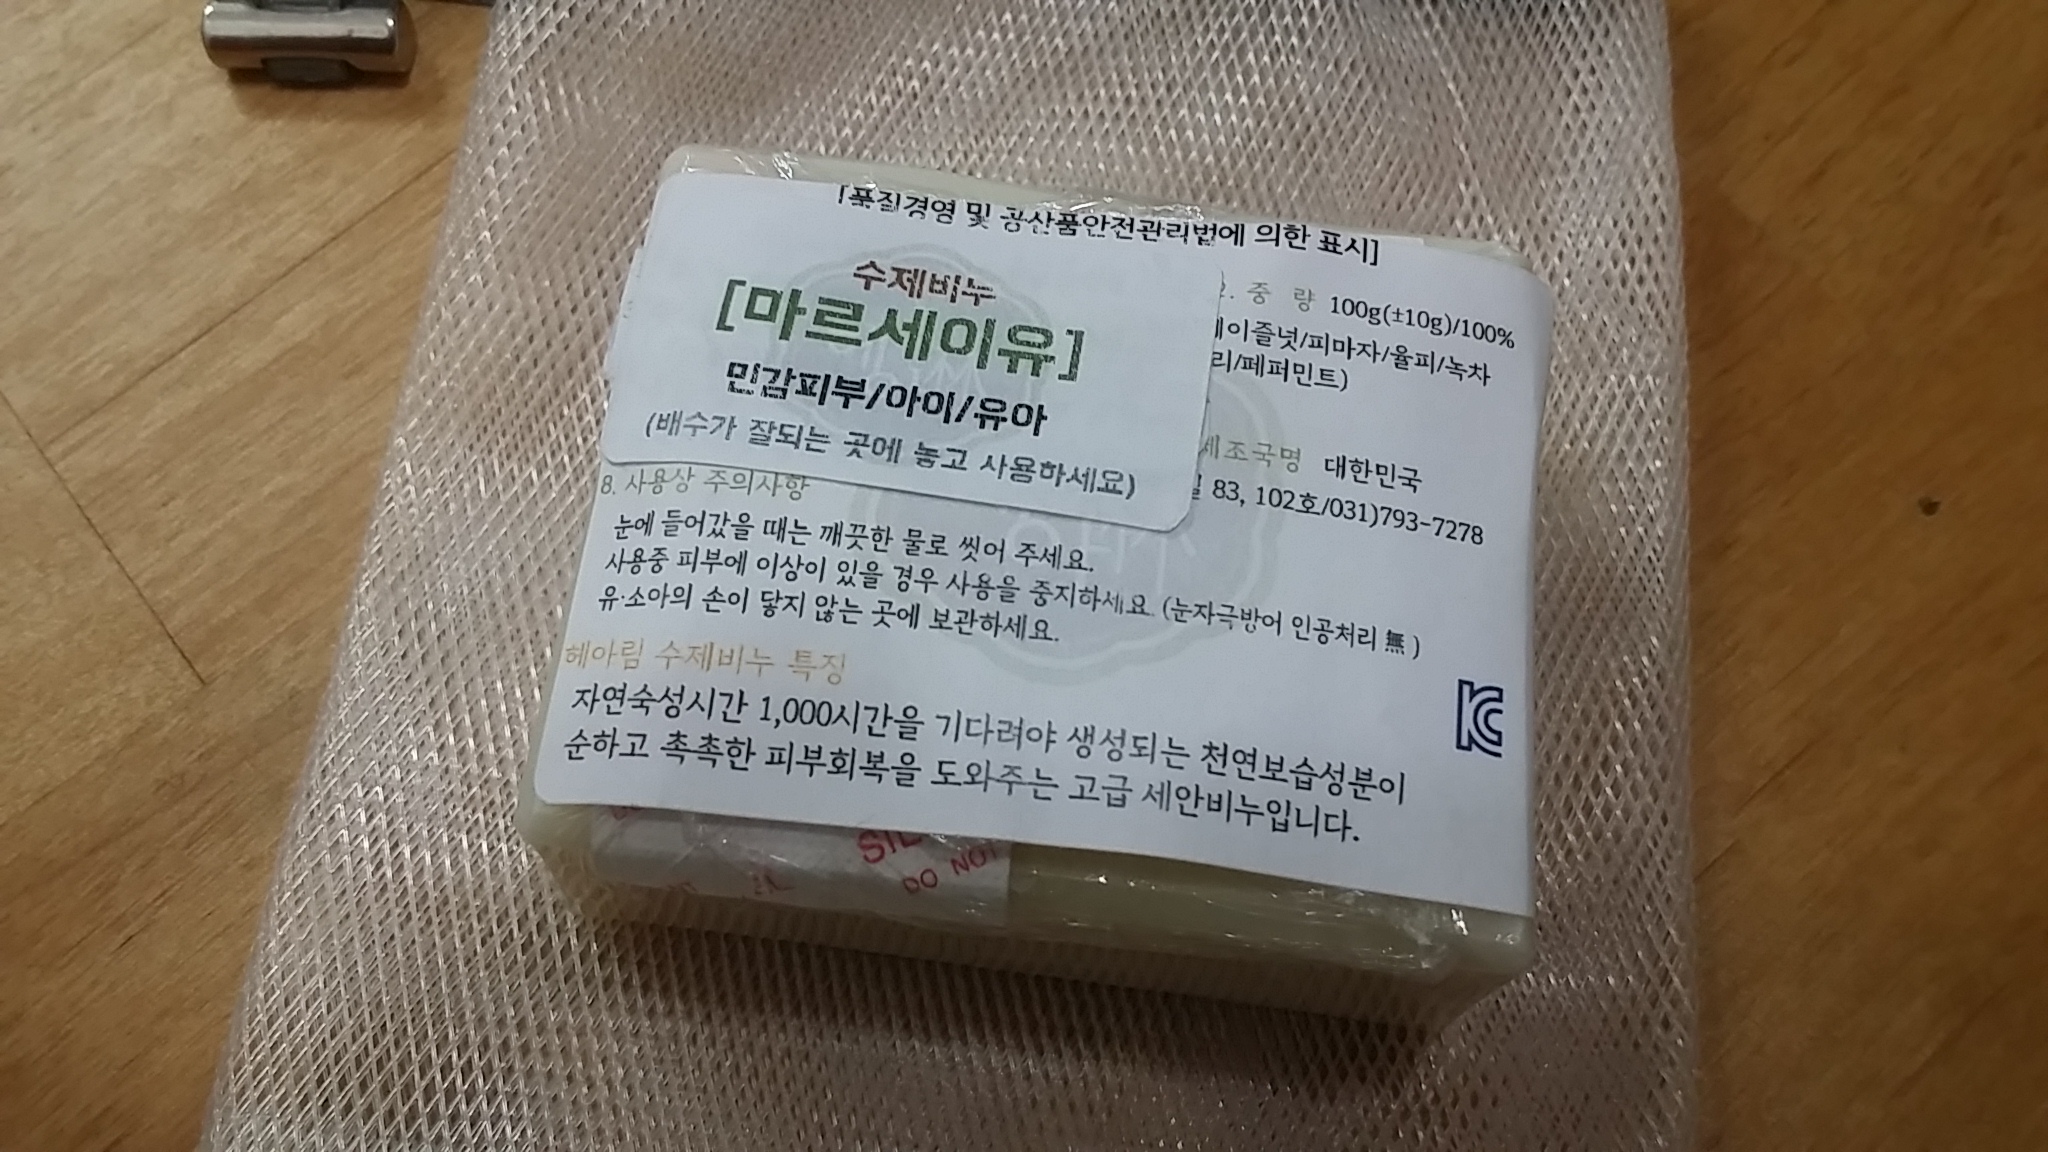 [품질경영 및 공산품안전관리법에 의한 표시]
수제비누
[마르세이유]
민감피부/아이/유아
(배수가 잘되는 곳에 놓고 사용하세요)
2. 중 량 100g(±10g)/100%
이즐넛/피마자/율피/녹차
리/페퍼민트)
제조국명 대한민국
83, 102호/031)793-7278
8. 사용상 주의사항
눈에 들어갔을 때는 깨끗한 물로 씻어 주세요.
사용중 피부에 이상이 있을 경우 사용을 중지하세요. (눈자극방어 인공처리 無)
유·소아의 손이 닿지 않는 곳에 보관하세요.
헤아림 수제비누 특징
자연숙성시간 1,000시간을 기다려야 생성되는 천연보습성분이
순하고 촉촉한 피부회복을 도와주는 고급 세안비누입니다.
DO NOT